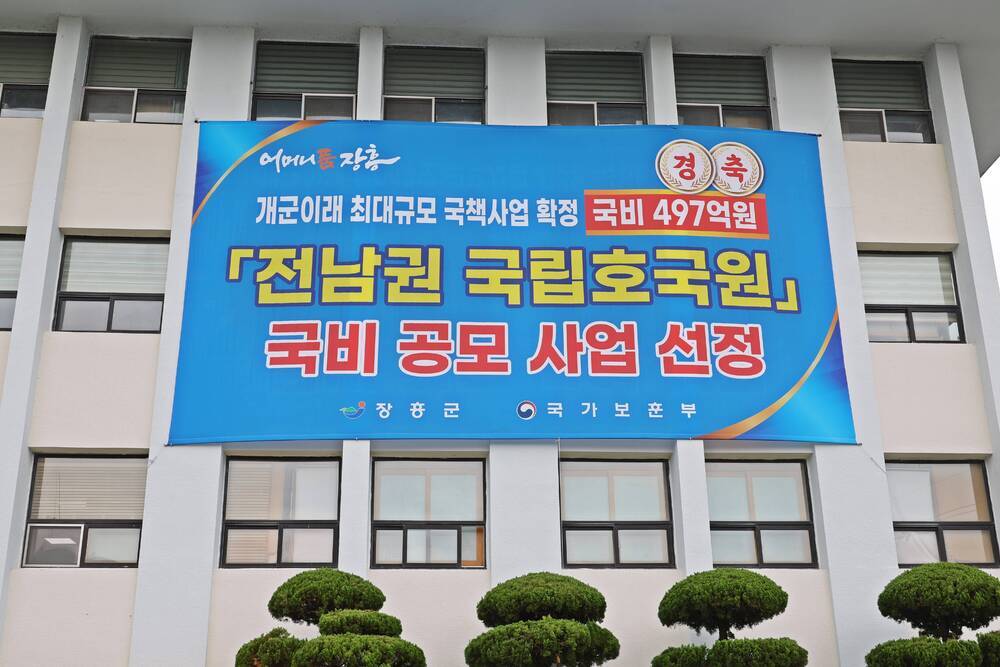 어머니품 장흥
경축
개군이래 최대규모 국책사업 확정 국비 497억원
「전남권 국립호국원」
국비 공모 사업 선정
장흥군 국가보훈부